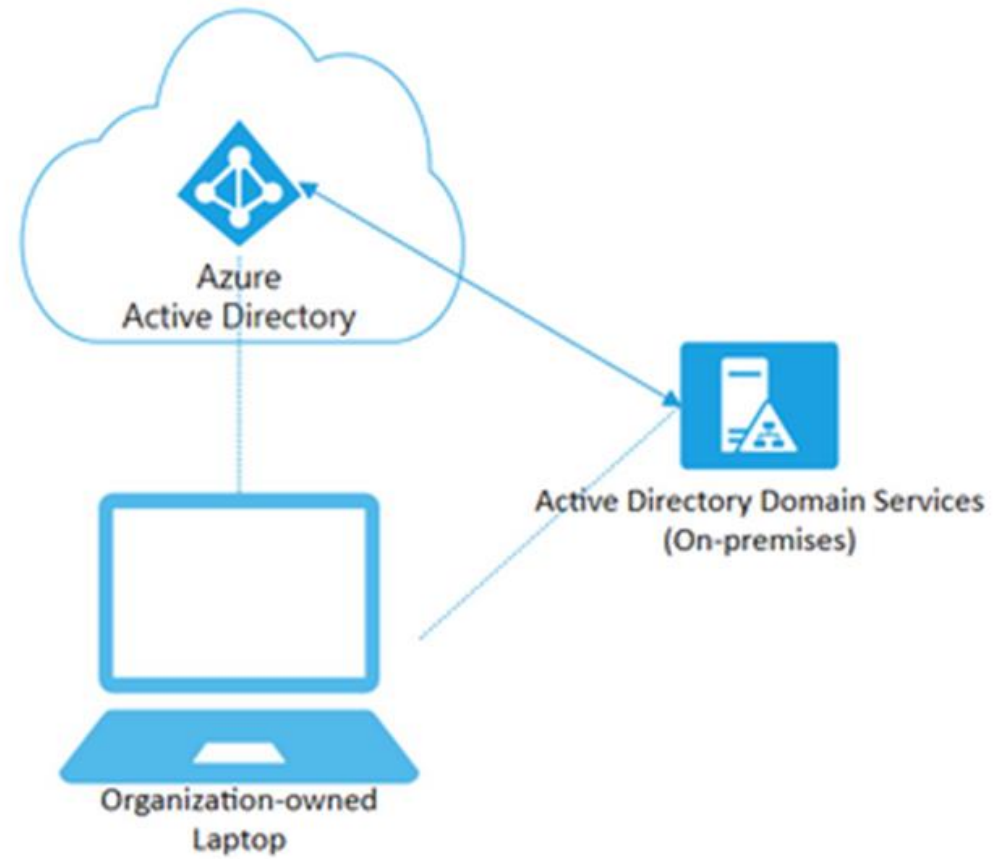 Azure
Active Directory
Active Directory Domain Services
(On-premises)
Organization-owned
Laptop